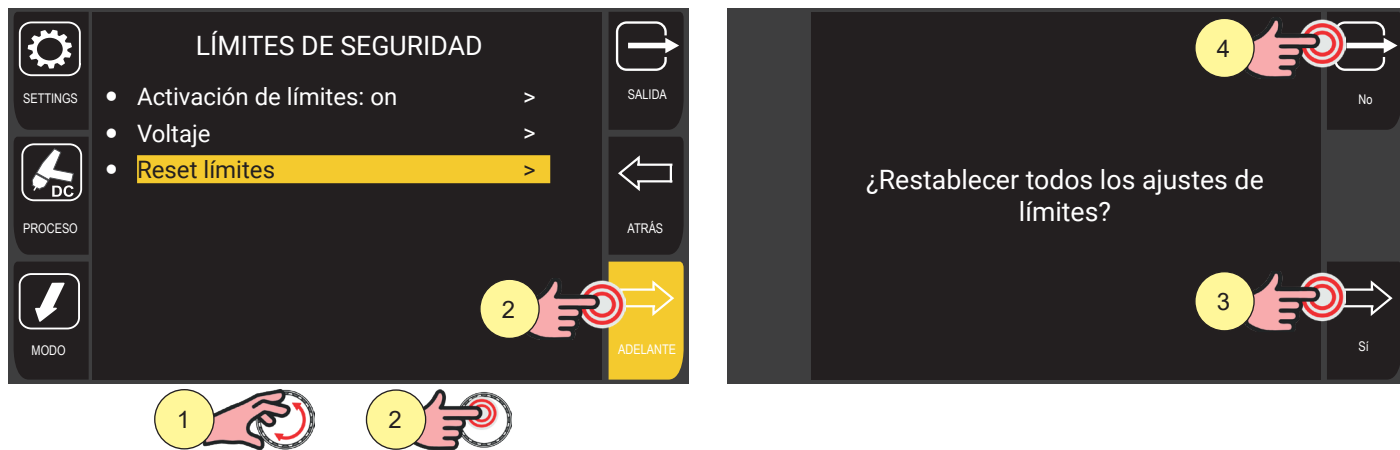 LÍMITES DE SEGURIDAD
SETTINGS
Activación de límites: on >
SALIDA
Voltaje >
Reset límites >
DC
PROCESO
ATRÁS
2
MODO
ADELANTE
1
2
4
No
¿Restablecer todos los ajustes de
límites?
3
Sí